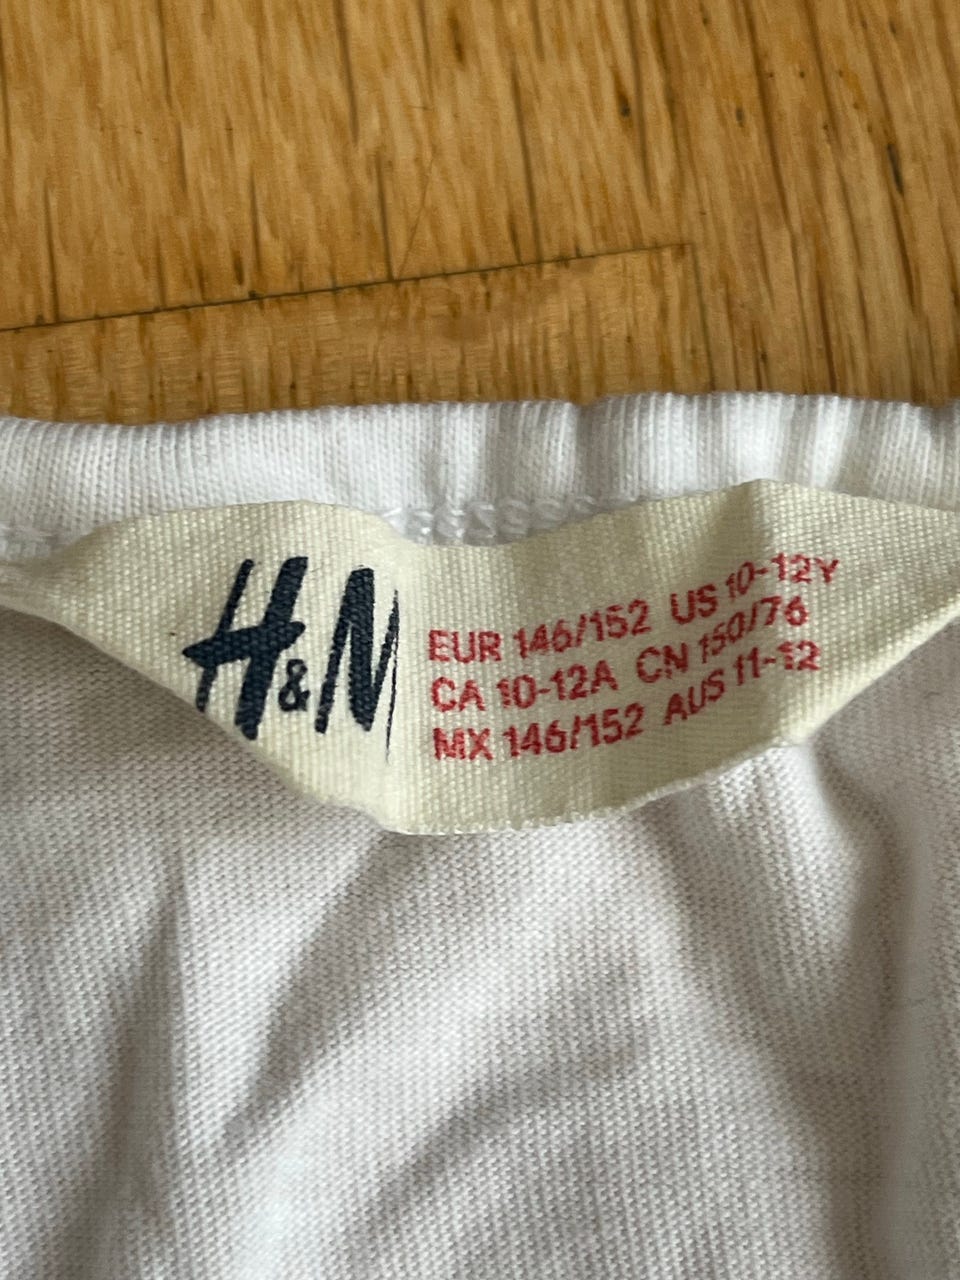 H&M
EUR 146/152 US 10-12Y
CA 10-12A CN 150/76
MX 146/152 AUS 11-12